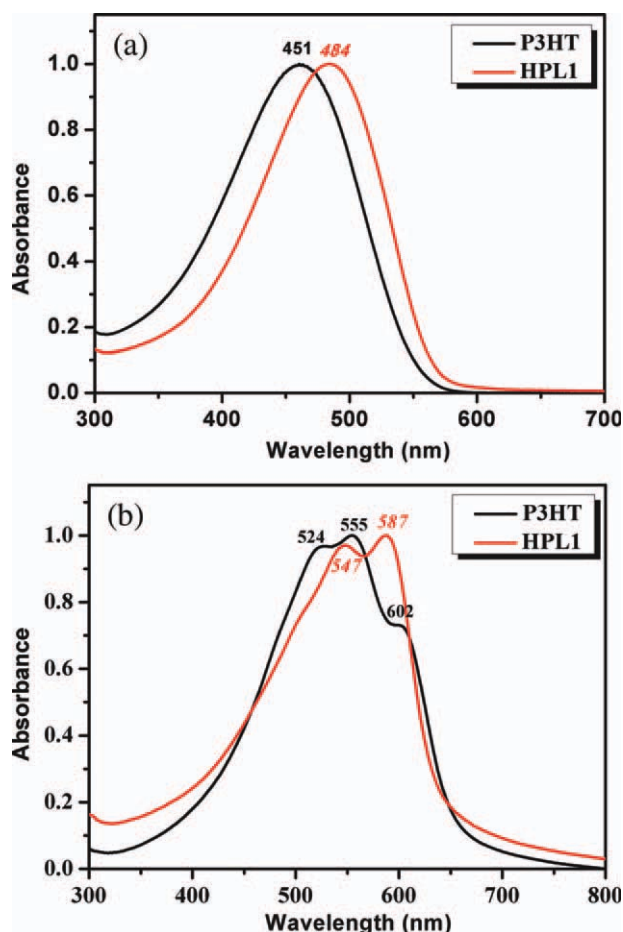 (a)
451 484
P3HT
HPL1
1.0
0.8
0.6
0.4
0.2
0.0
Absorbance
300 400 500 600 700
Wavelength (nm)
(b)
524 555 587
547
602
P3HT
HPL1
1.0
0.8
0.6
0.4
0.2
0.0
Absorbance
300 400 500 600 700 800
Wavelength (nm)